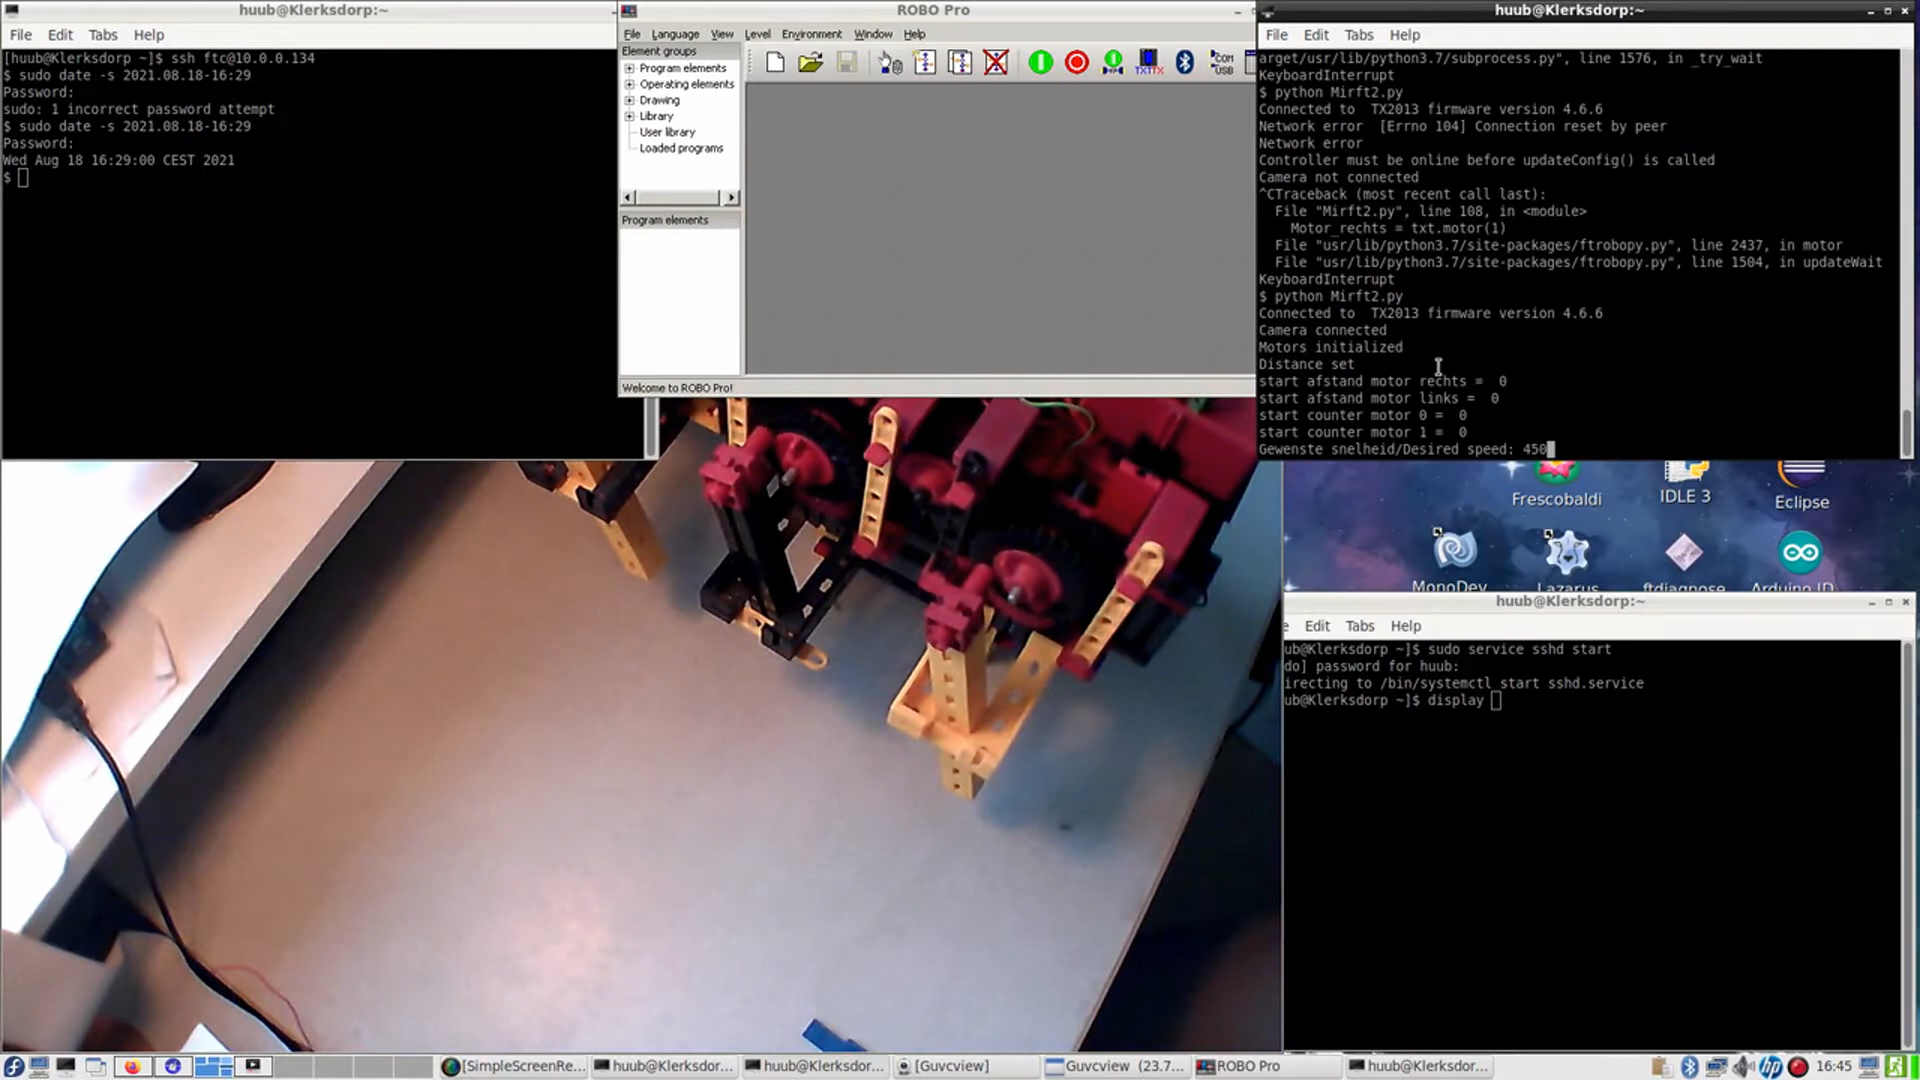 huub@Klerksdorp:~
File Edit Tabs Help
[huub@Klerksdorp ~]$ ssh ftc@10.0.0.134
$ sudo date -s 2021.08.18-16:29
Password:
sudo: 1 incorrect password attempt
$ sudo date -s 2021.08.18-16:29
Password:
Wed Aug 18 16:29:00 CEST 2021
$
ROBO Pro
File Language View Level Environment Window Help
Element groups
Program elements
Operating elements
Drawing
Library
User library
Loaded programs
Program elements
Welcome to ROBO Pro!
TXTTX
COM
USB
huub@Klerksdorp:~
File Edit Tabs Help
arget/usr/lib/python3.7/subprocess.py", line 1576, in _try_wait
KeyboardInterrupt
$ python Mirft2.py
Connected to  TX2013 firmware version 4.6.6
Network error  [Errno 104] Connection reset by peer
Network error
Controller must be online before updateConfig() is called
Camera not connected
^CTraceback (most recent call last):
  File "Mirft2.py", line 108, in <module>
    Motor_rechts = txt.motor(1)
  File "usr/lib/python3.7/site-packages/ftrobopy.py", line 2437, in motor
  File "usr/lib/python3.7/site-packages/ftrobopy.py", line 1504, in updateWait
KeyboardInterrupt
$ python Mirft2.py
Connected to  TX2013 firmware version 4.6.6
Camera connected
Motors initialized
Distance set
start afstand motor rechts =  0
start afstand motor links =  0
start counter motor 0 =  0
start counter motor 1 =  0
Gewenste snelheid/Desired speed: 450
Frescobaldi IDLE 3 Eclipse
MonoDev Lazarus ftdiagnose Arduino ID
huub@Klerksdorp:~
e Edit Tabs Help
ub@Klerksdorp ~]$ sudo service sshd start
do] password for huub:
irecting to /bin/systemctl start sshd.service
ub@Klerksdorp ~]$ display
[SimpleScreenRe... huub@Klerksdor... huub@Klerksdor... [Guvcview] Guvcview (23.7... ROBO Pro huub@Klerksdor... hp 16:45